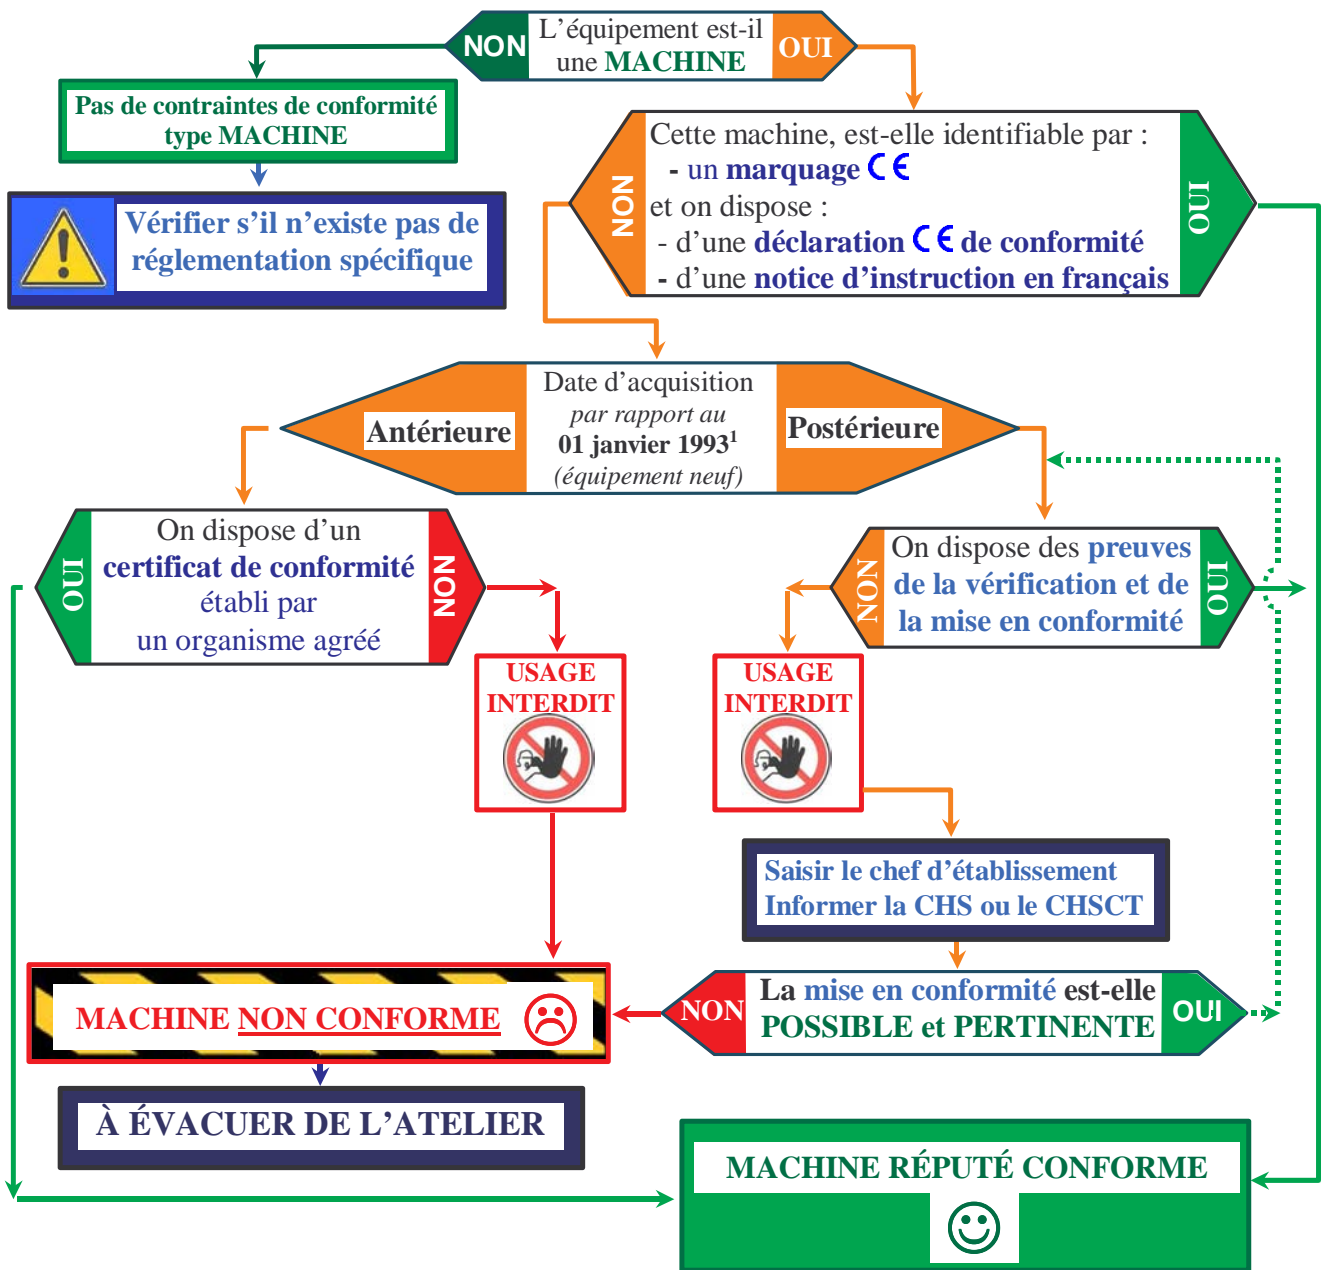 NON
L’équipement est-il
une MACHINE
OUI
Pas de contraintes de conformité
type MACHINE
Vérifier s’il n’existe pas de
réglementation spécifique
NON
Cette machine, est-elle identifiable par :
- un marquage CE
et on dispose :
- d’une déclaration CE de conformité
- d’une notice d’instruction en français
OUI
Antérieure
Date d’acquisition
par rapport au
01 janvier 1993¹
(équipement neuf)
Postérieure
OUI
On dispose d’un
certificat de conformité
établi par
un organisme agréé
NON
NON
On dispose des preuves
de la vérification et de
la mise en conformité
OUI
USAGE
INTERDIT
USAGE
INTERDIT
Saisir le chef d’établissement
Informer la CHS ou le CHSCT
NON
La mise en conformité est-elle
POSSIBLE et PERTINENTE
OUI
MACHINE NON CONFORME
À ÉVACUER DE L’ATELIER
MACHINE RÉPUTÉ CONFORME